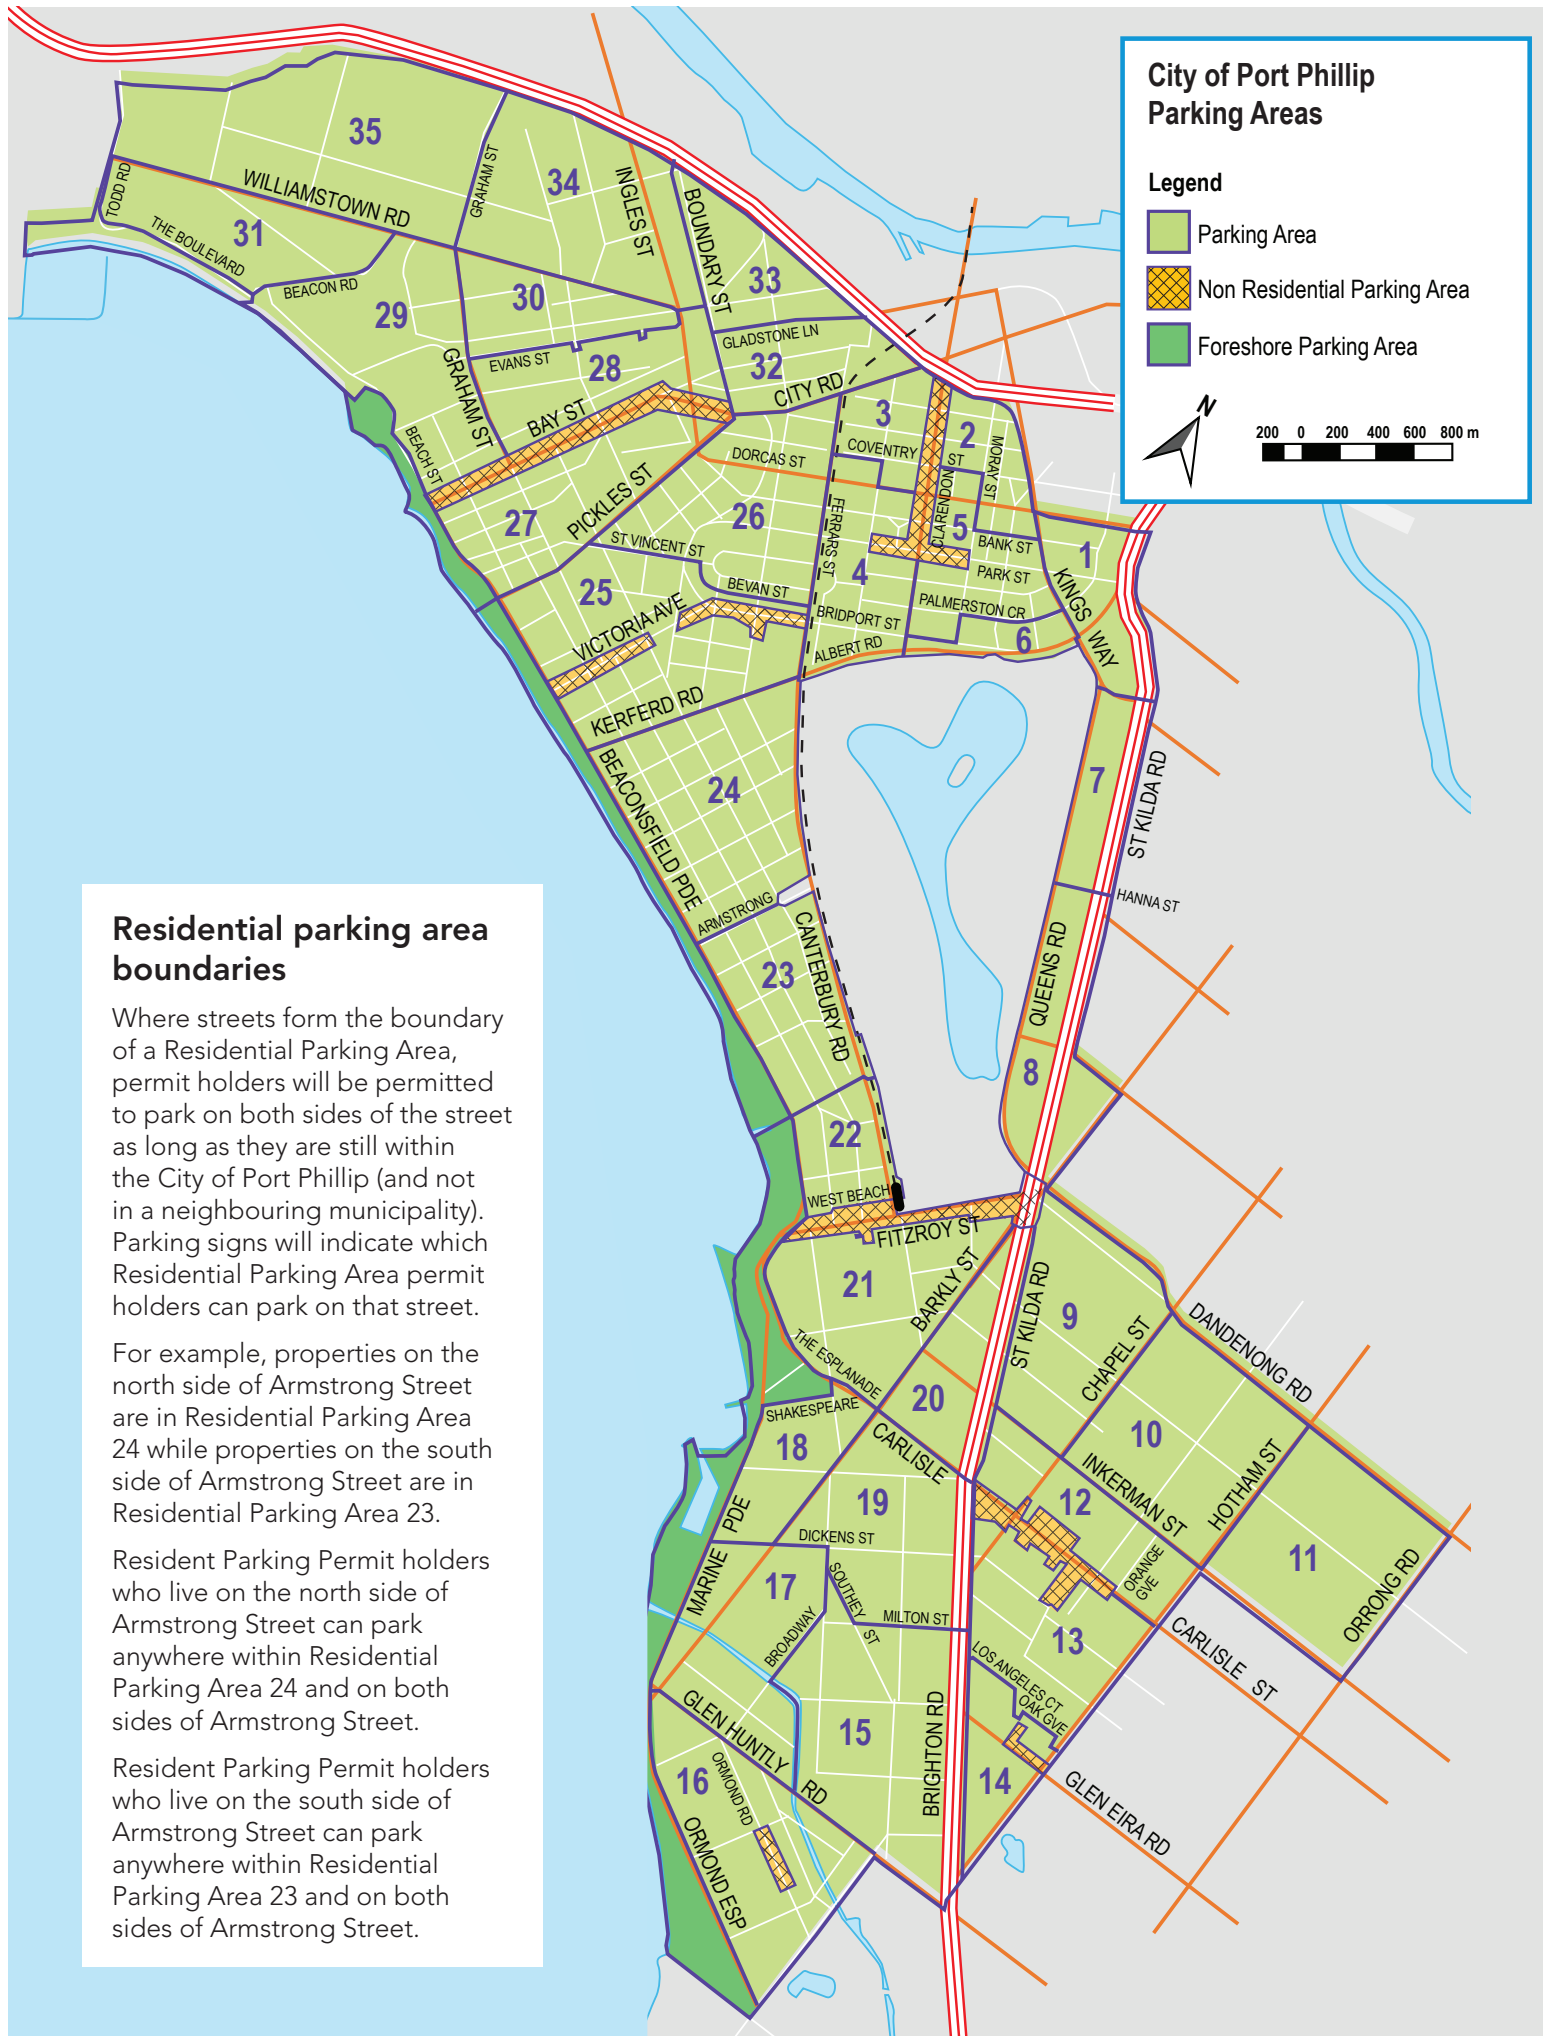 City of Port Phillip
Parking Areas
Legend
Parking Area
Non Residential Parking Area
Foreshore Parking Area
N
200 0 200 400 600 800 m
35
34
INGLES ST
GRAHAM ST
WILLIAMSTOWN RD
TODD RD
31
THE BOULEVARD
BEACON RD
BOUNDARY ST
33
30
29
GLADSTONE LN
EVANS ST
28
32
GRAHAM ST
CITY RD
BAY ST
3
2
BEACH ST
COVENTRY
ST
MORAY ST
DORCAS ST
PICKLES ST
26
FERRARS ST
CLARENDON
5
27
ST VINCENT ST
BANK ST
1
4
PARK ST
KINGS
WAY
25
BEVAN ST
VICTORIA AVE
BRIDPORT ST
PALMERSTON CR
6
ALBERT RD
KERFERD RD
24
BEACONSFIELD PDE
7
ST KILDA RD
HANNA ST
ARMSTRONG
CANTERBURY RD
23
QUEENS RD
8
22
WEST BEACH
FITZROY ST
21
BARKLY ST
ST KILDA RD
9
CHAPEL ST
DANDENONG RD
THE ESPLANADE
20
SHAKESPEARE
10
18
CARLISLE
HOTHAM ST
INKERMAN ST
12
19
MARINE
PDE
DICKENS ST
11
17
SOUTHEY
ST
ORANGE
GVE
ORRONG RD
MILTON ST
BROADWAY
13
CARLISLE ST
LOS ANGELES CT
OAK GVE
GLEN HUNTLY
RD
15
BRIGHTON RD
16
ORMOND RD
14
GLEN EIRA RD
ORMOND ESP
Residential parking area
boundaries
Where streets form the boundary
of a Residential Parking Area,
permit holders will be permitted
to park on both sides of the street
as long as they are still within
the City of Port Phillip (and not
in a neighbouring municipality).
Parking signs will indicate which
Residential Parking Area permit
holders can park on that street.
For example, properties on the
north side of Armstrong Street
are in Residential Parking Area
24 while properties on the south
side of Armstrong Street are in
Residential Parking Area 23.
Resident Parking Permit holders
who live on the north side of
Armstrong Street can park
anywhere within Residential
Parking Area 24 and on both
sides of Armstrong Street.
Resident Parking Permit holders
who live on the south side of
Armstrong Street can park
anywhere within Residential
Parking Area 23 and on both
sides of Armstrong Street.